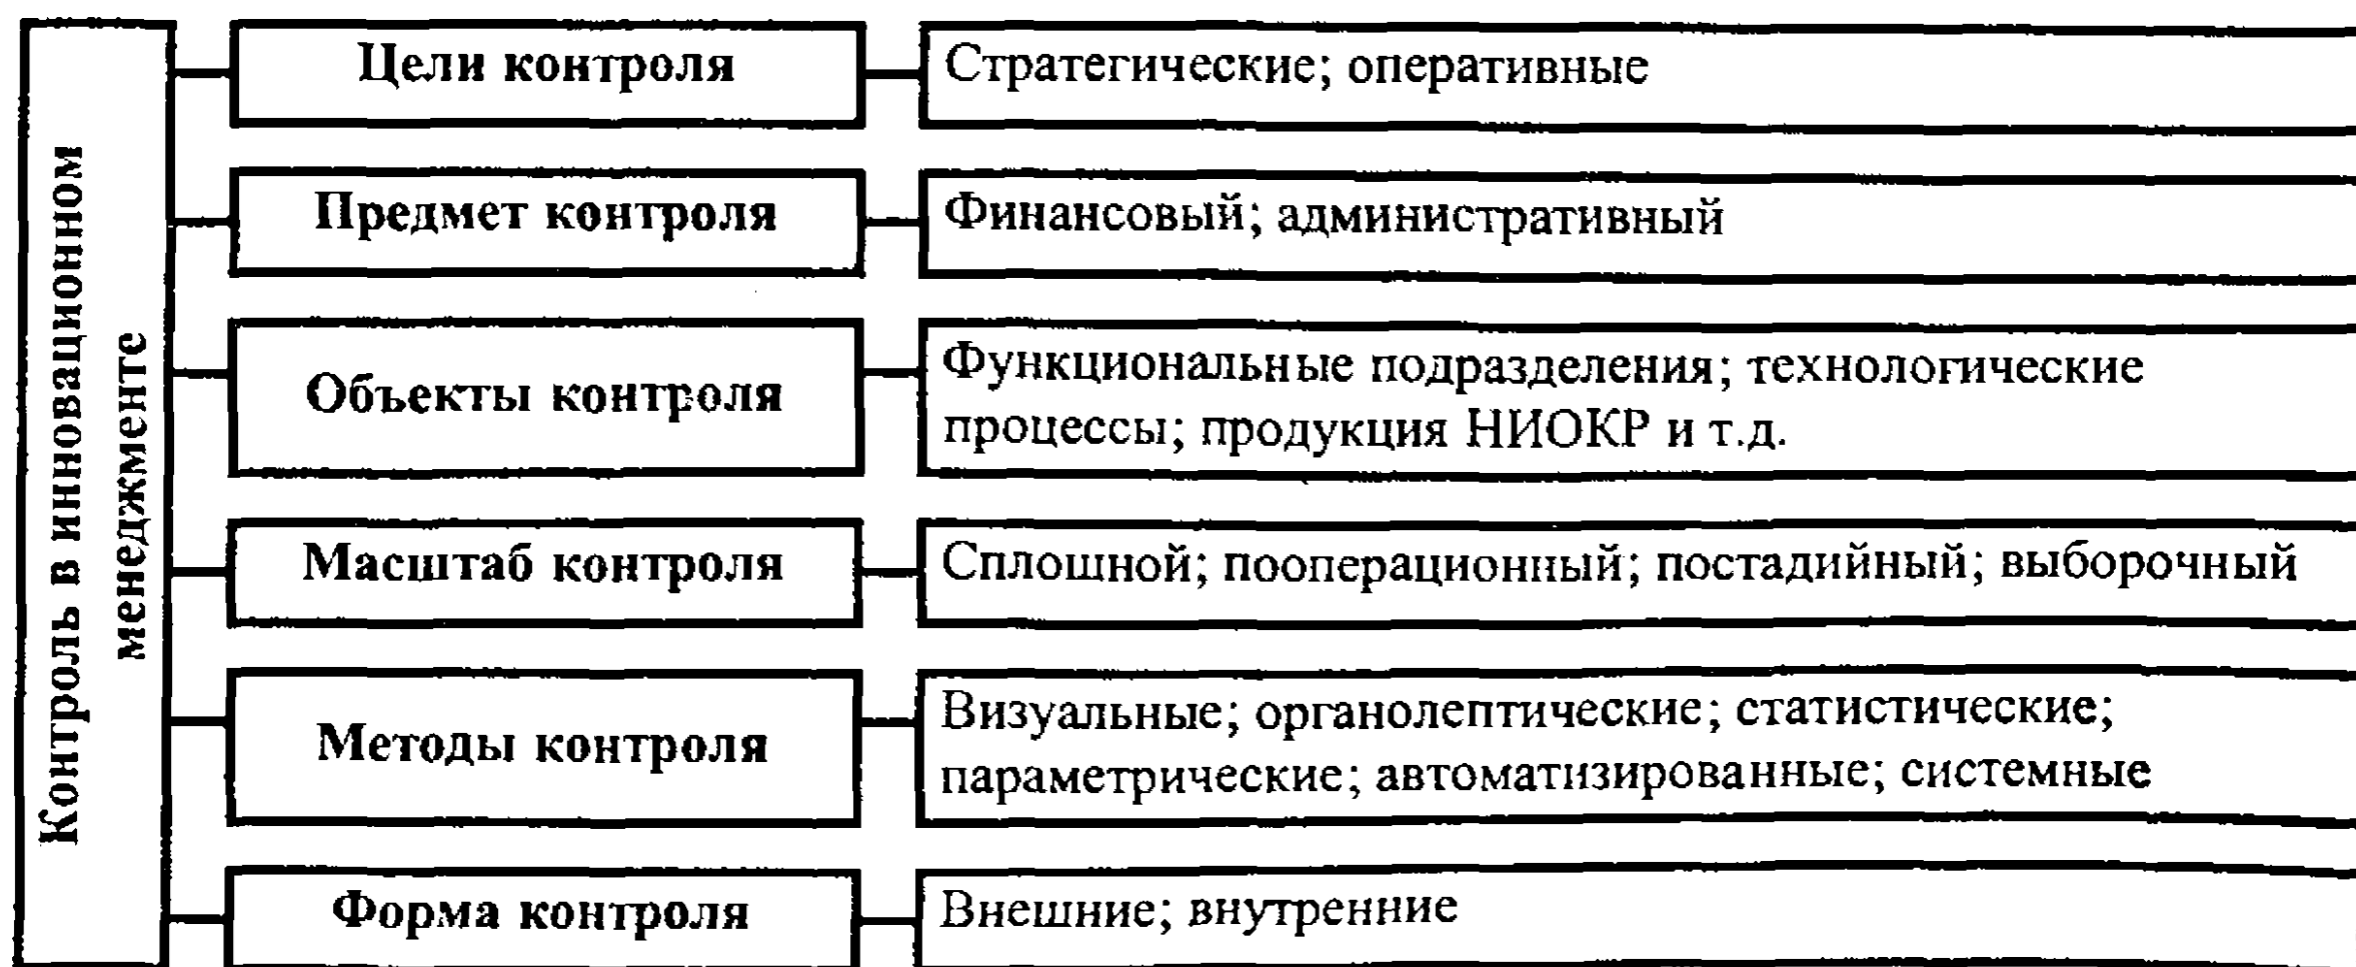 Контроль в инновационном
менеджменте
Цели контроля
Стратегические; оперативные
Предмет контроля
Финансовый; административный
Объекты контроля
Функциональные подразделения; технологические
процессы; продукция НИОКР и т.д.
Масштаб контроля
Сплошной; пооперационный; постадийный; выборочный
Методы контроля
Визуальные; органолептические; статистические;
параметрические; автоматизированные; системные
Форма контроля
Внешние; внутренние